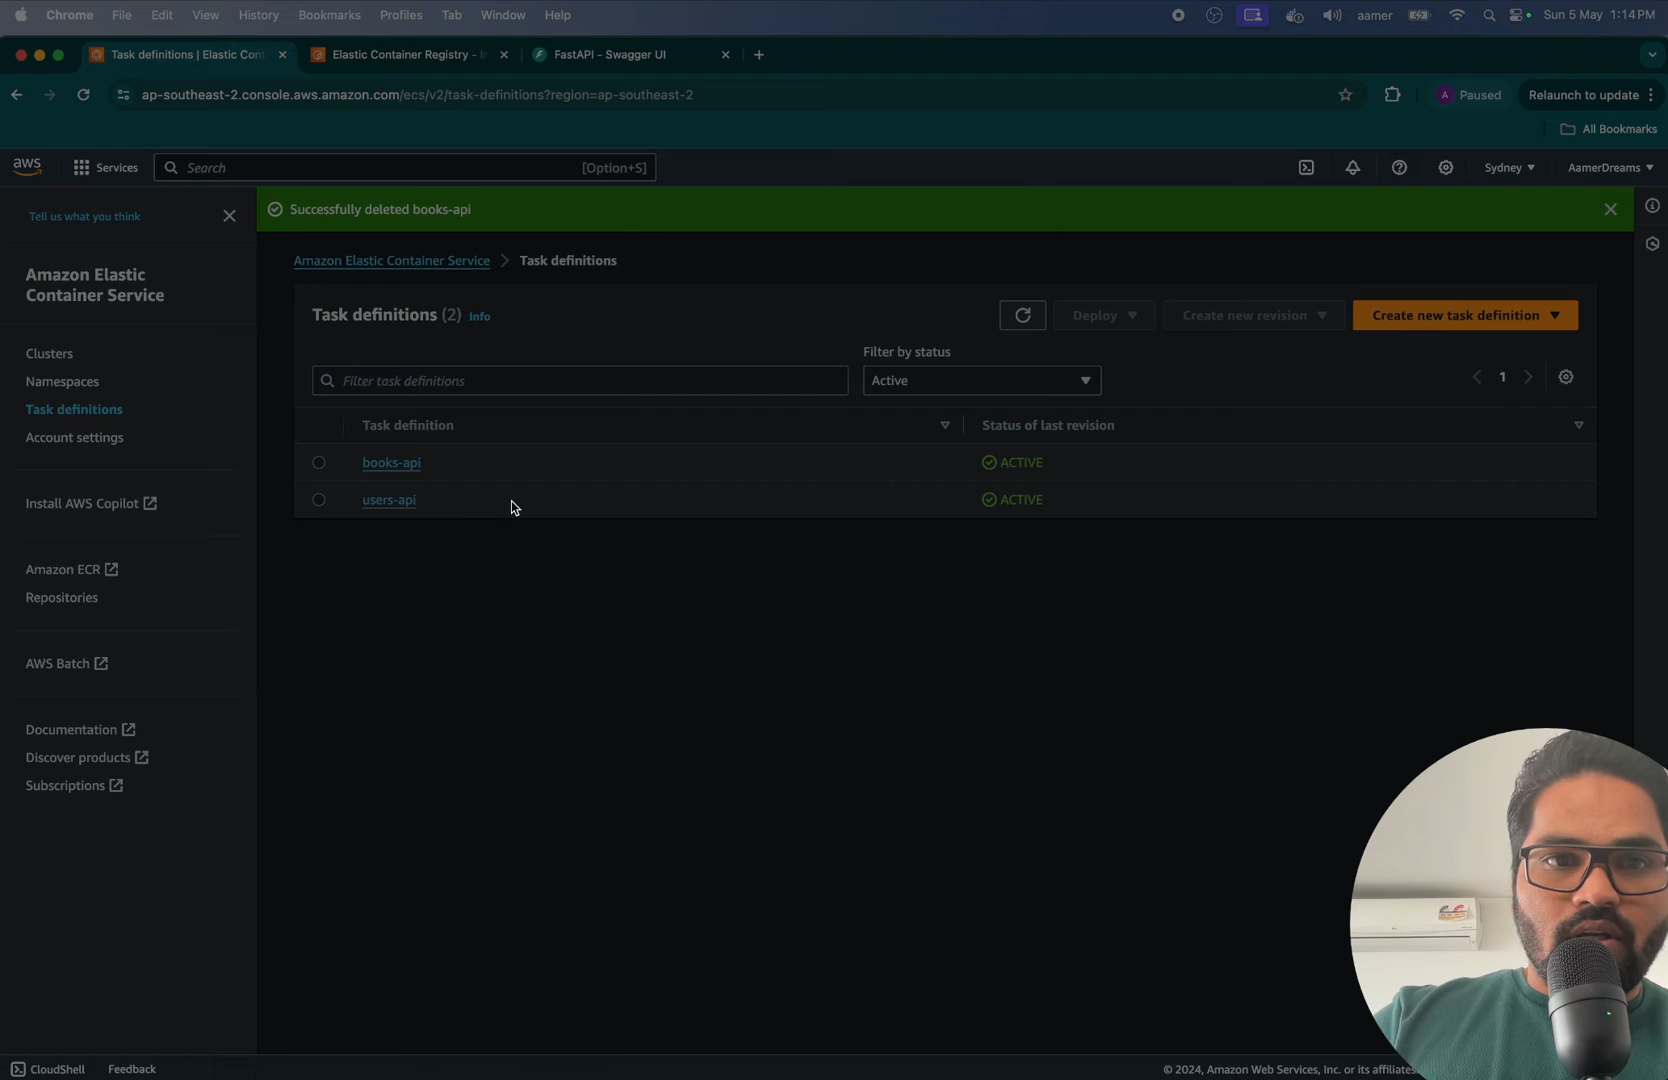 Chrome File Edit View History Bookmarks Profiles Tab Window Help aamer Sun 5 May 1:14PM
Task definitions | Elastic Cont Elastic Container Registry - FastAPI - Swagger UI
ap-southeast-2.console.aws.amazon.com/ecs/v2/task-definitions?region=ap-southeast-2 A Paused Relaunch to update
All Bookmarks
aws Services Search [Option+S] Sydney AamerDreams
Tell us what you think
Successfully deleted books-api
Amazon Elastic Container Service Task definitions
Amazon Elastic
Container Service
Task definitions (2) Info Deploy Create new revision Create new task definition
Clusters
Namespaces
Task definitions
Account settings
Filter by status
Filter task definitions Active 1
Task definition Status of last revision
books-api ACTIVE
users-api ACTIVE
Install AWS Copilot
Amazon ECR
Repositories
AWS Batch
Documentation
Discover products
Subscriptions
CloudShell Feedback © 2024, Amazon Web Services, Inc. or its affiliates.